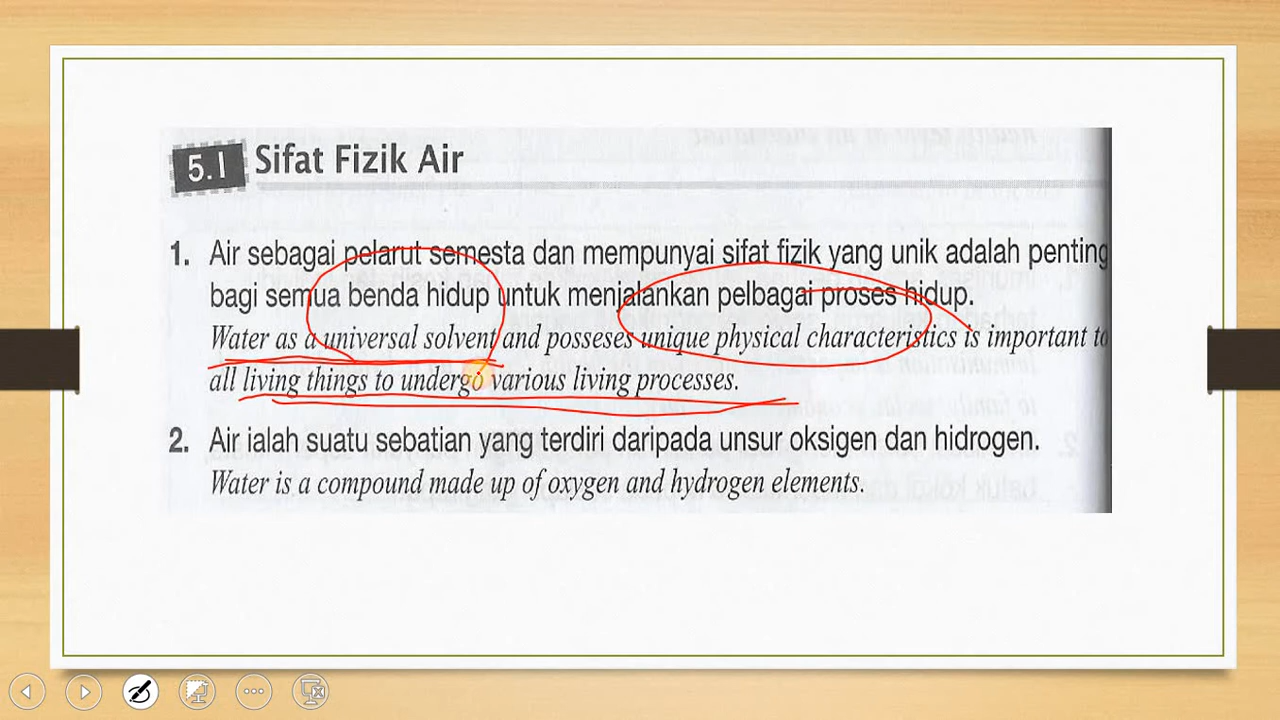 5.1 Sifat Fizik Air
1. Air sebagai pelarut semesta dan mempunyai sifat fizik yang unik adalah penting
bagi semua benda hidup untuk menjalankan pelbagai proses hidup.
Water as a universal solvent and posseses unique physical characteristics is important to
all living things to undergo various living processes.
2. Air ialah suatu sebatian yang terdiri daripada unsur oksigen dan hidrogen.
Water is a compound made up of oxygen and hydrogen elements.